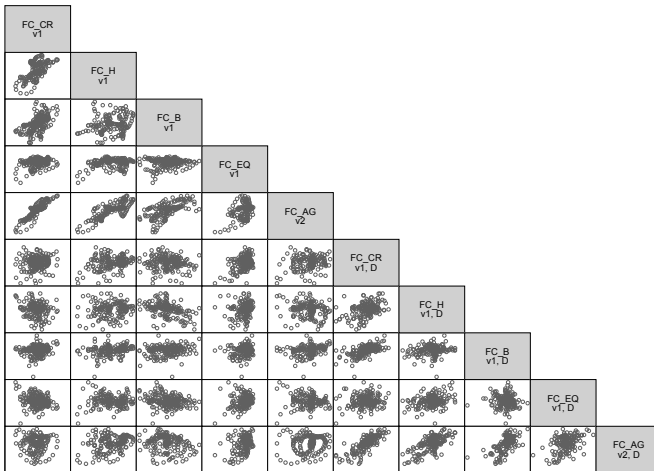 FC_CR
v1
FC_H
v1
FC_B
v1
FC_EQ
v1
FC_AG
v2
FC_CR
v1, D
FC_H
v1, D
FC_B
v1, D
FC_EQ
v1, D
FC_AG
v2, D